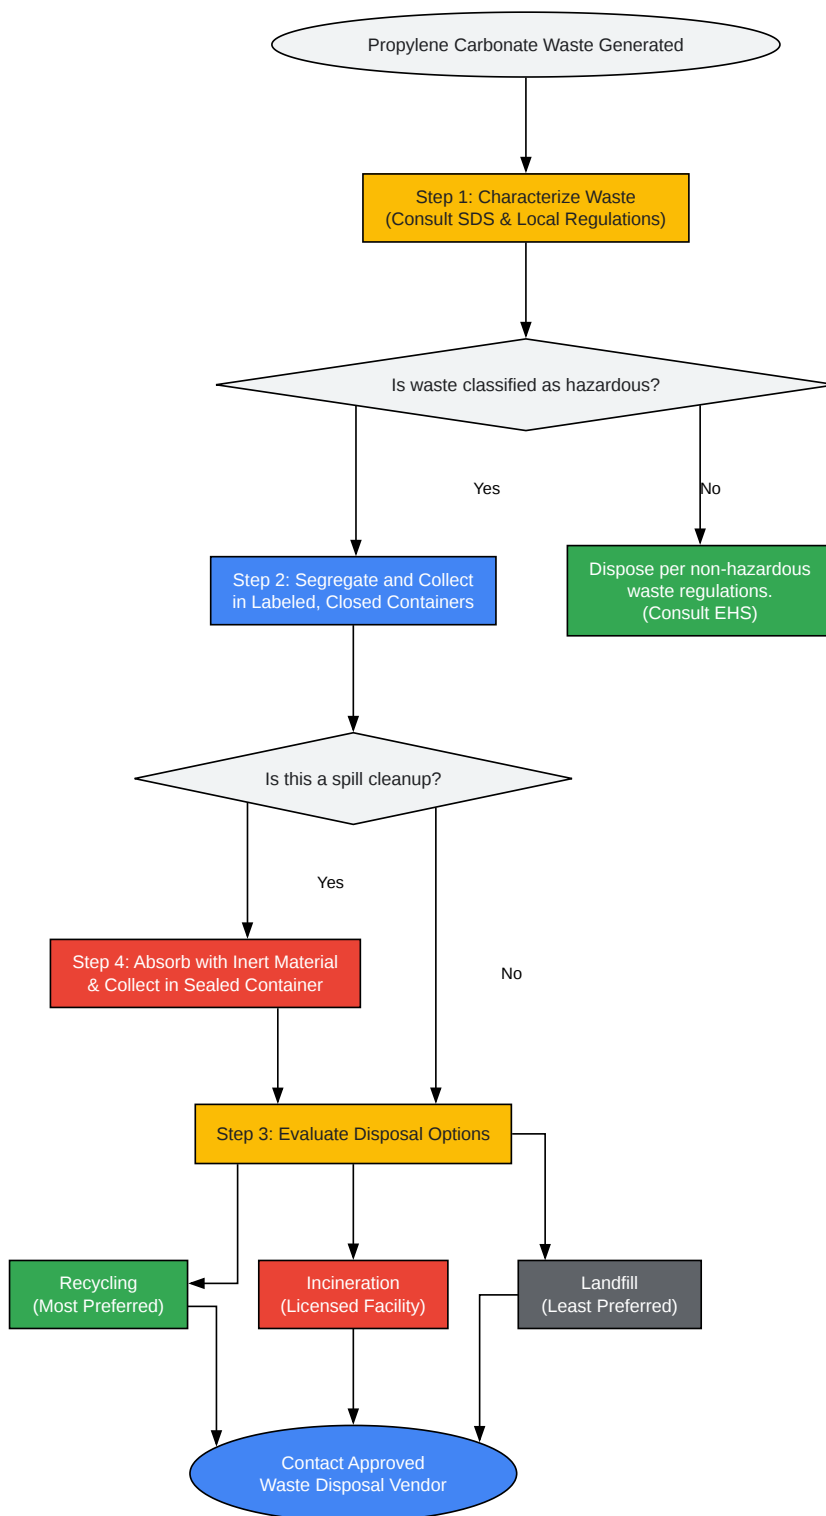 Propylene Carbonate Waste Generated
Step 1: Characterize Waste
(Consult SDS & Local Regulations)
Is waste classified as hazardous?
Yes
No
Step 2: Segregate and Collect
in Labeled, Closed Containers
Dispose per non-hazardous
waste regulations.
(Consult EHS)
Is this a spill cleanup?
Yes
Step 4: Absorb with Inert Material
& Collect in Sealed Container
No
Step 3: Evaluate Disposal Options
Recycling
(Most Preferred)
Incineration
(Licensed Facility)
Landfill
(Least Preferred)
Contact Approved
Waste Disposal Vendor